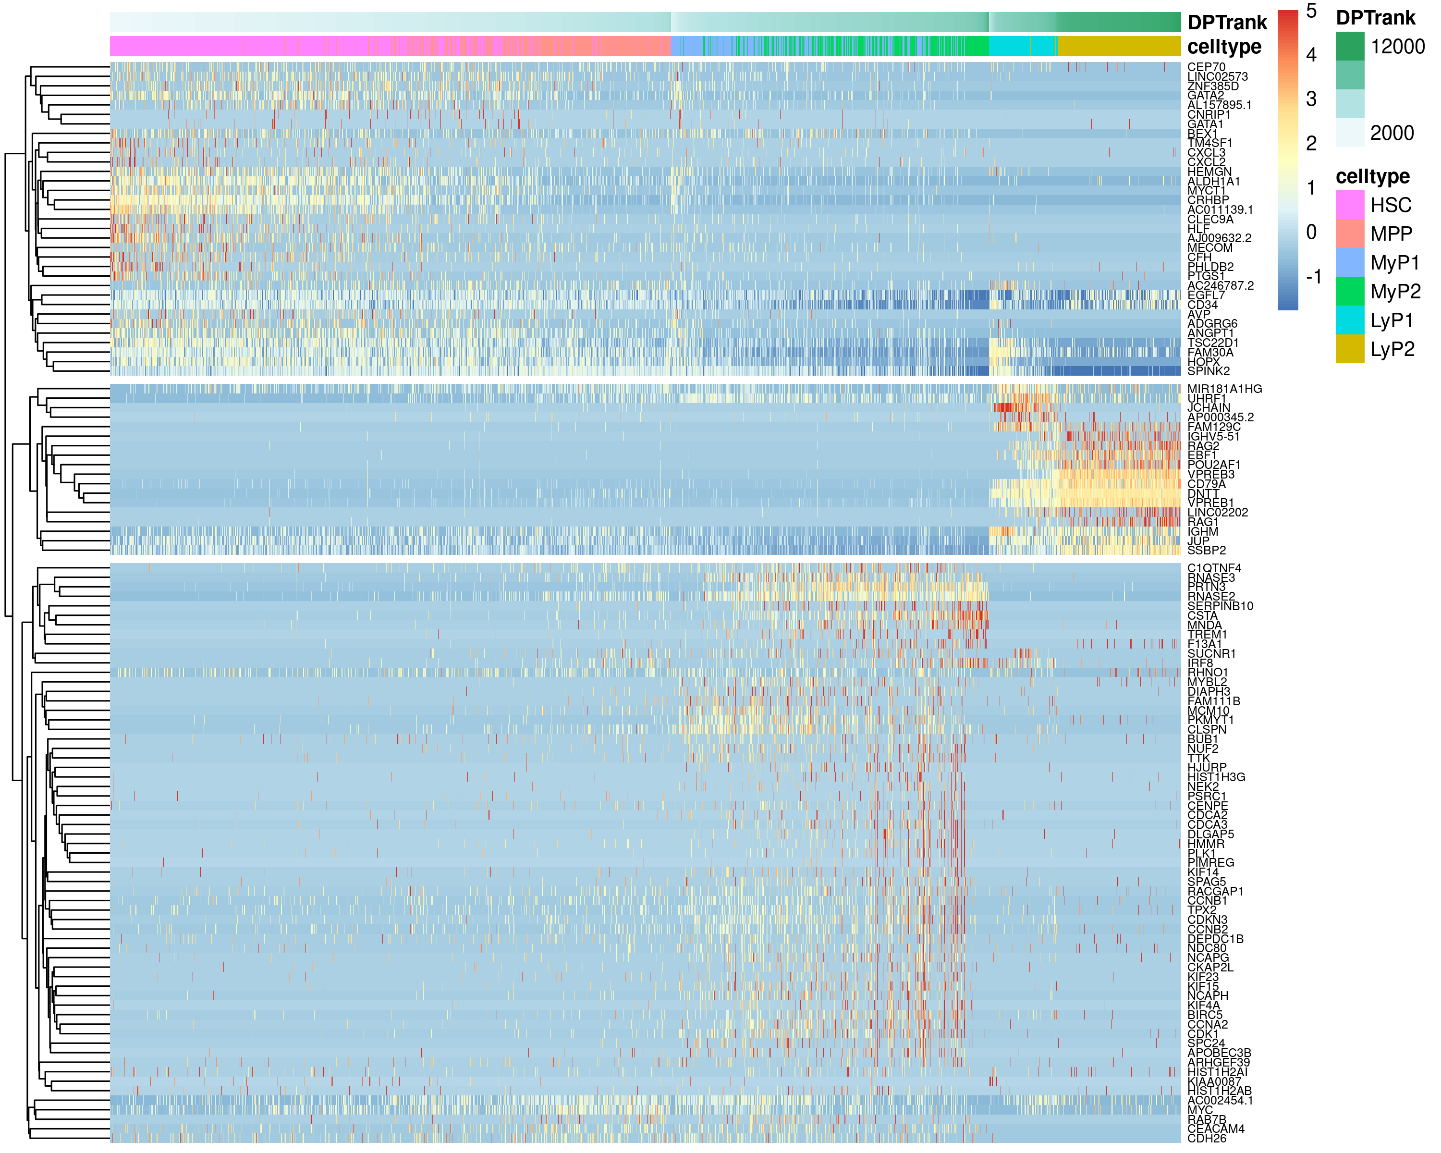 DPTrank
celltype
CEP70
LINC02573
ZNF385D
GATA2
AL157895.1
CNRIP1
GATA1
BEX1
TM4SF1
CXCL3
CXCL2
HEMGN
ALDH1A1
MYCT1
CRHBP
AC011139.1
CLEC9A
HLF
AJ009632.2
MECOM
CFH
PHLDB2
PTGS1
AC246787.2
EGFL7
CD34
AVP
ADGRG6
ANGPT1
TSC22D1
FAM30A
HOPX
SPINK2
MIR181A1HG
UHRF1
JCHAIN
AP000345.2
FAM129C
IGHV5-51
RAG2
EBF1
POU2AF1
VPREB3
CD79A
DNTT
VPREB1
LINC02202
RAG1
IGHM
JUP
SSBP2
C1QTNF4
RNASE3
PRTN3
RNASE2
SERPINB10
CSTA
MNDA
TREM1
F13A1
SUCNR1
IRF8
RHNO1
MYBL2
DIAPH3
FAM111B
MCM10
PKMYT1
CLSPN
BUB1
NUF2
TTK
HJURP
HIST1H3G
NEK2
PSRC1
CENPE
CDCA2
CDCA3
DLGAP5
HMMR
PLK1
PIMREG
KIF14
SPAG5
RACGAP1
CCNB1
TPX2
CDKN3
CCNB2
DEPDC1B
NDC80
NCAPG
CKAP2L
KIF23
KIF15
NCAPH
KIF4A
BIRC5
CCNA2
CDK1
SPC24
APOBEC3B
ARHGEF39
HIST1H2AI
KIAA0087
HIST1H2AB
AC002454.1
MYC
RAB7B
CEACAM4
CDH26
5
4
3
2
1
0
-1
DPTrank
12000
2000
celltype
HSC
MPP
MyP1
MyP2
LyP1
LyP2